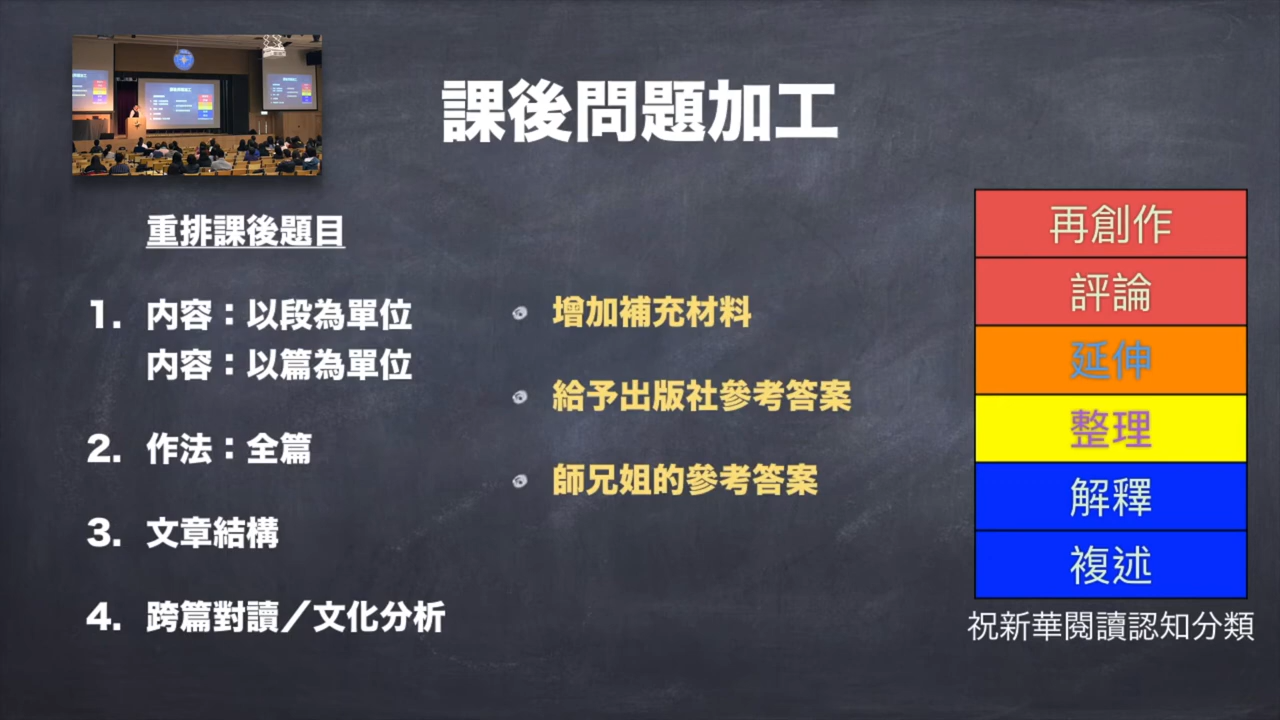 課後問題加工
重排課後題目
1. 內容：以段為單位
內容：以篇為單位
2. 作法：全篇
3. 文章結構
4. 跨篇對讀／文化分析
增加補充材料
給予出版社參考答案
師兄姐的參考答案
再創作
評論
延伸
整理
解釋
複述
祝新華閱讀認知分類